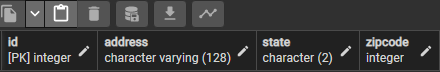 id
[PK] integer
address
character varying (128)
state
character (2)
zipcode
integer